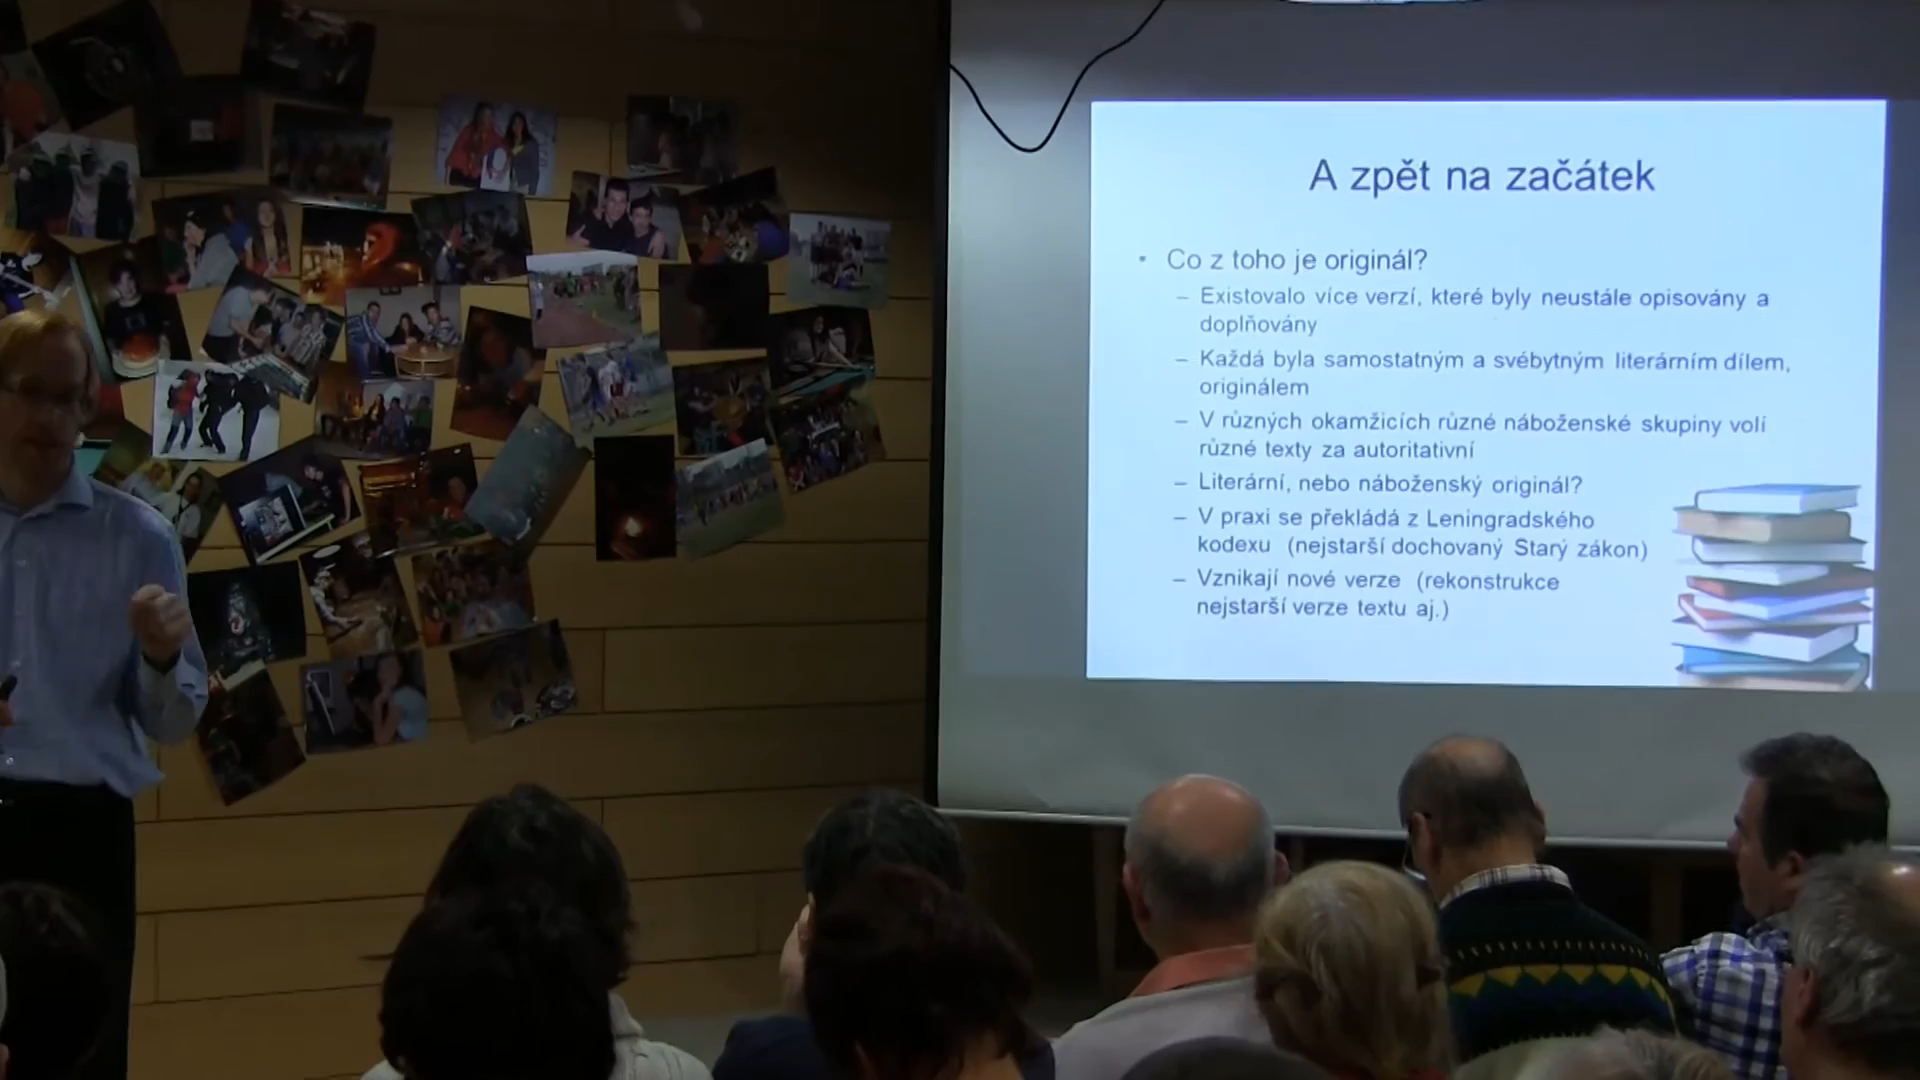 A zpět na začátek
• Co z toho je originál?
– Existovalo více verzí, které byly neustále opisovány a
doplňovány
– Každá byla samostatným a svébytným literárním dílem,
originálem
– V různých okamžicích různé náboženské skupiny volí
různé texty za autoritativní
– Literární, nebo náboženský originál?
– V praxi se překládá z Leningradského
kodexu (nejstarší dochovaný Starý zákon)
– Vznikají nové verze (rekonstrukce
nejstarší verze textu aj.)